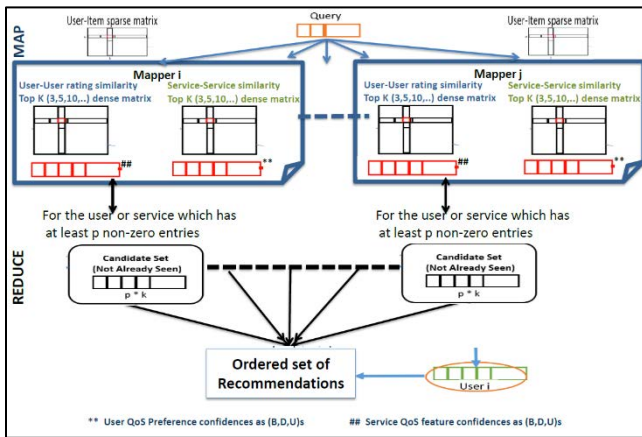 User-Item sparse matrix
Query
User-Item sparse matrix
MAP
Mapper i
User-User rating similarity
Top K (3,5,10,..) dense matrix
Service-Service similarity
Top K (3,5,10,..) dense matrix
##
**
Mapper j
User-User rating similarity
Top K (3,5,10,..) dense matrix
Service-Service similarity
Top K (3,5,10,..) dense matrix
##
**
For the user or service which has
at least p non-zero entries
For the user or service which has
at least p non-zero entries
REDUCE
Candidate Set
(Not Already Seen)
p * k
Candidate Set
(Not Already Seen)
p * k
Ordered set of
Recommendations
User i
** User QoS Preference confidences as (B,D,U)s
## Service QoS feature confidences as (B,D,U)s